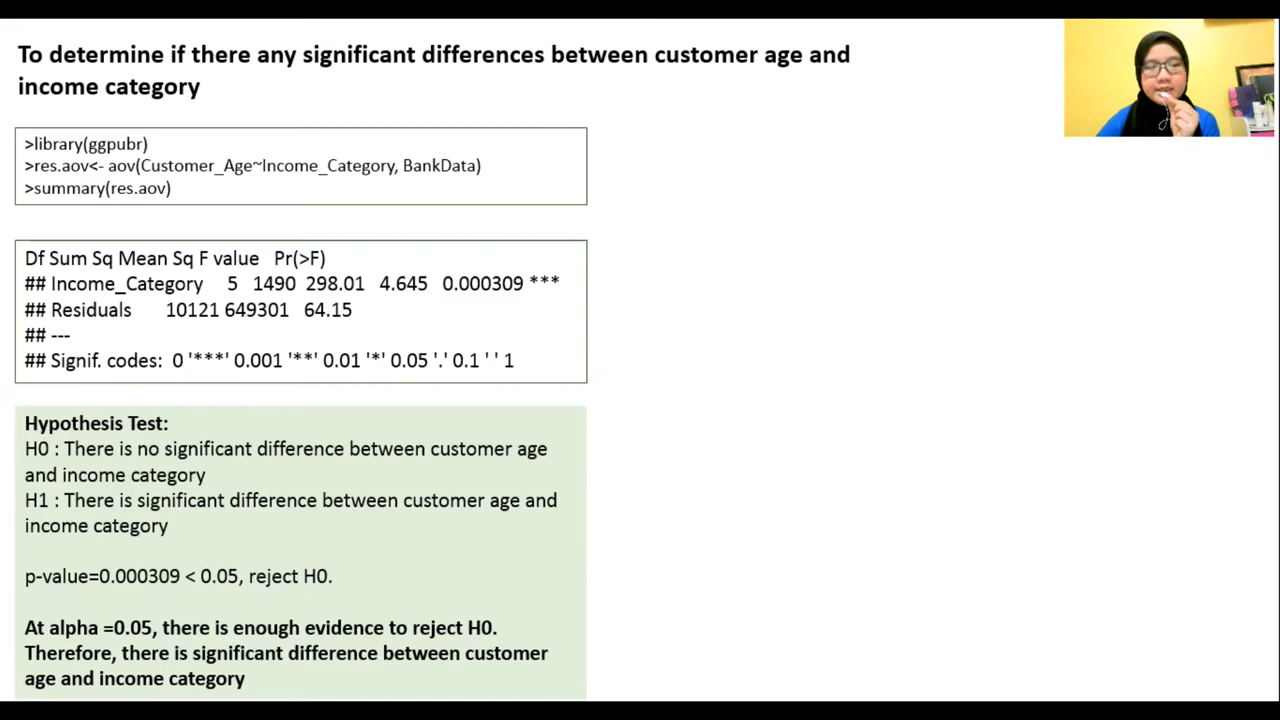 To determine if there any significant differences between customer age and
income category
>library(ggpubr)
>res.aov<- aov(Customer_Age~Income_Category, BankData)
>summary(res.aov)
Df Sum Sq Mean Sq F value   Pr(>F)
## Income_Category    5   1490  298.01   4.645   0.000309 ***
## Residuals      10121 649301   64.15
## ---
## Signif. codes:  0 '***' 0.001 '**' 0.01 '*' 0.05 '.' 0.1 ' ' 1
Hypothesis Test:
H0 : There is no significant difference between customer age
and income category
H1 : There is significant difference between customer age and
income category
p-value=0.000309 < 0.05, reject H0.
At alpha =0.05, there is enough evidence to reject H0.
Therefore, there is significant difference between customer
age and income category